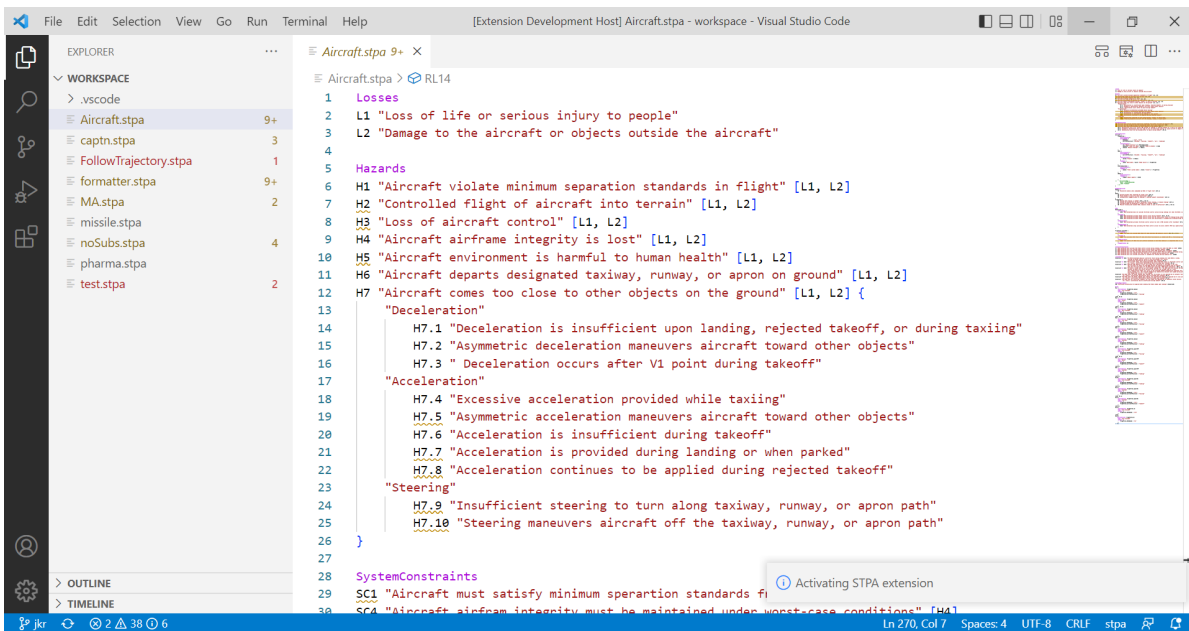 File Edit Selection View Go Run Terminal Help [Extension Development Host] Aircraft.stpa - workspace - Visual Studio Code
EXPLORER
WORKSPACE
.vscode
Aircraft.stpa 9+
captn.stpa 3
FollowTrajectory.stpa 1
formatter.stpa 9+
MA.stpa 2
missile.stpa
noSubs.stpa 4
pharma.stpa
test.stpa 2
OUTLINE
TIMELINE
Aircraft.stpa 9+
Aircraft.stpa > RL14
1 Losses
2 L1 "Loss of life or serious injury to people"
3 L2 "Damage to the aircraft or objects outside the aircraft"
4
5 Hazards
6 H1 "Aircraft violate minimum separation standards in flight" [L1, L2]
7 H2 "Controlled flight of aircraft into terrain" [L1, L2]
8 H3 "Loss of aircraft control" [L1, L2]
9 H4 "Aircraft airframe integrity is lost" [L1, L2]
10 H5 "Aircraft environment is harmful to human health" [L1, L2]
11 H6 "Aircraft departs designated taxiway, runway, or apron on ground" [L1, L2]
12 H7 "Aircraft comes too close to other objects on the ground" [L1, L2] {
13 "Deceleration"
14 H7.1 "Deceleration is insufficient upon landing, rejected takeoff, or during taxiing"
15 H7.2 "Asymmetric deceleration maneuvers aircraft toward other objects"
16 H7.3 " Deceleration occurs after V1 point during takeoff"
17 "Acceleration"
18 H7.4 "Excessive acceleration provided while taxiing"
19 H7.5 "Asymmetric acceleration maneuvers aircraft toward other objects"
20 H7.6 "Acceleration is insufficient during takeoff"
21 H7.7 "Acceleration is provided during landing or when parked"
22 H7.8 "Acceleration continues to be applied during rejected takeoff"
23 "Steering"
24 H7.9 "Insufficient steering to turn along taxiway, runway, or apron path"
25 H7.10 "Steering maneuvers aircraft off the taxiway, runway, or apron path"
26 }
27
28 SystemConstraints
29 SC1 "Aircraft must satisfy minimum sperartion standards f
30 SC4 "Aircraft airfram integrity must be maintained under worst-case conditions" [H4]
Activating STPA extension
jkr 2 38 6 Ln 270, Col 7 Spaces: 4 UTF-8 CRLF stpa